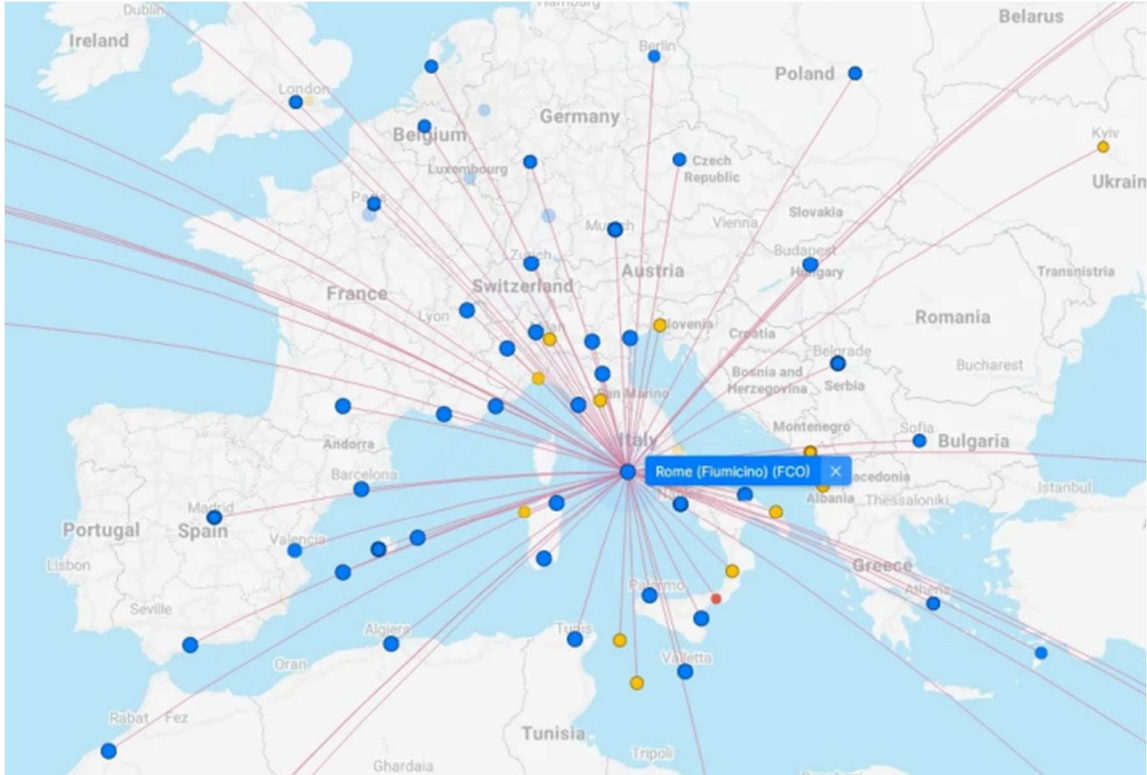 Dublin
Hamburg
Belarus
Ireland
Berlin
Poland
London
Germany
Kyiv
Belgium
Czech
Republic
Luxembourg
Ukrain
Paris
Slovakia
Munich
Vienna
Budapest
Zurich
Austria
Hungary
Transnistria
Switzerland
France
Lyon
Romania
Slovenia
Croatia
Belgrade
Bucharest
Bosnia and
Herzegovina
Serbia
San Marino
Montenegro
Sofia
Italy
Bulgaria
Andorra
Rome (Fiumicino) (FCO)
Barcelona
acedonia
Istanbul
Albania
Thessaloniki
Madrid
Portugal
Spain
Valencia
Lisbon
Greece
Palermo
Athens
Seville
Algiers
Tunis
Oran
Valletta
Rabat
Fez
Tunisia
Tripoli
Ghardaia